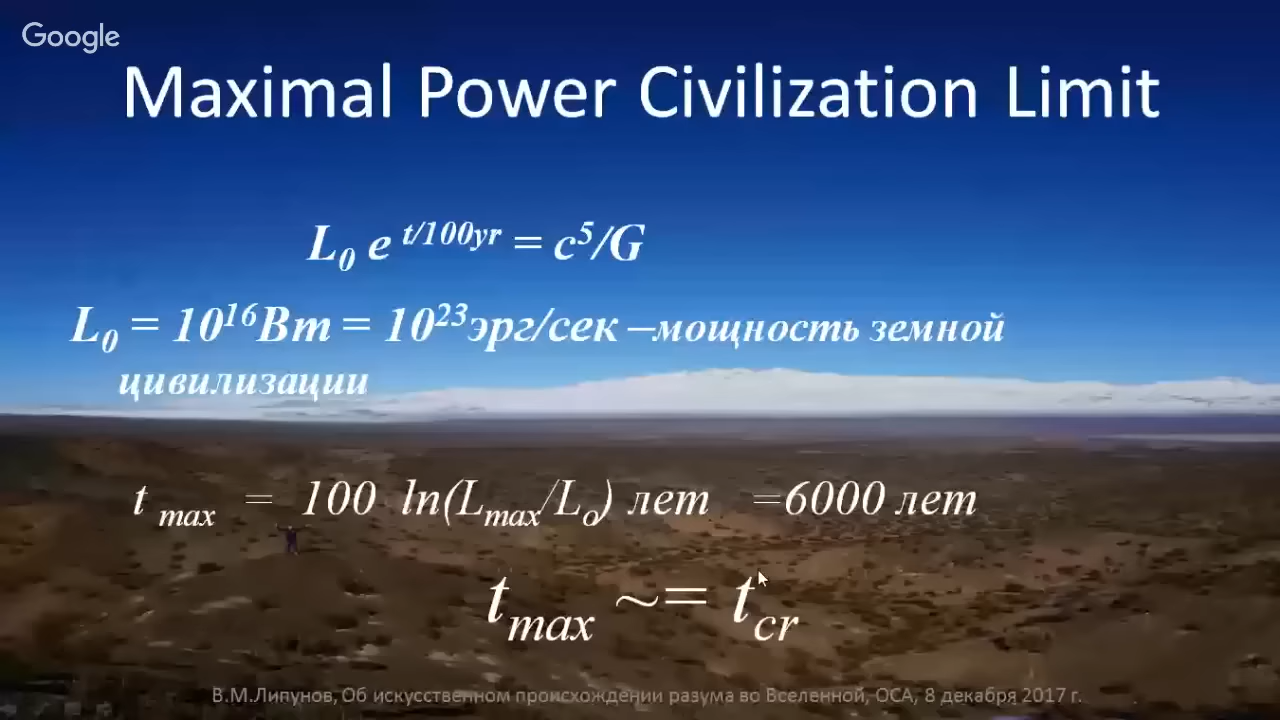 Google
Maximal Power Civilization Limit
L₀ e ᵗ/¹⁰⁰ʸʳ = c⁵/G
L₀ = 10¹⁶Вт = 10²³эрг/сек –мощность земной
цивилизации
t max = 100 ln(Lmax/Lo) лет =6000 лет
tmax ~= tcr
В.М.Липунов, Об искусственном происхождении разума во Вселенной, ОСА, 8 декабря 2017 г.